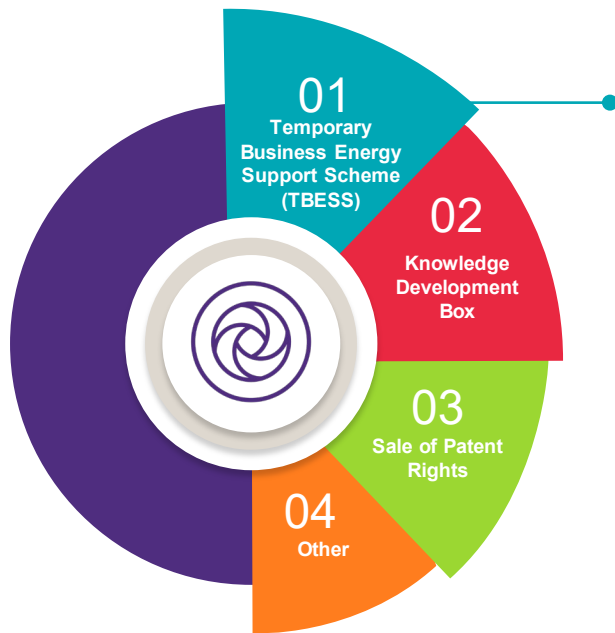 01
Temporary
Business Energy
Support Scheme
(TBESS)
02
Knowledge
Development
Box
03
Sale of Patent
Rights
04
Other